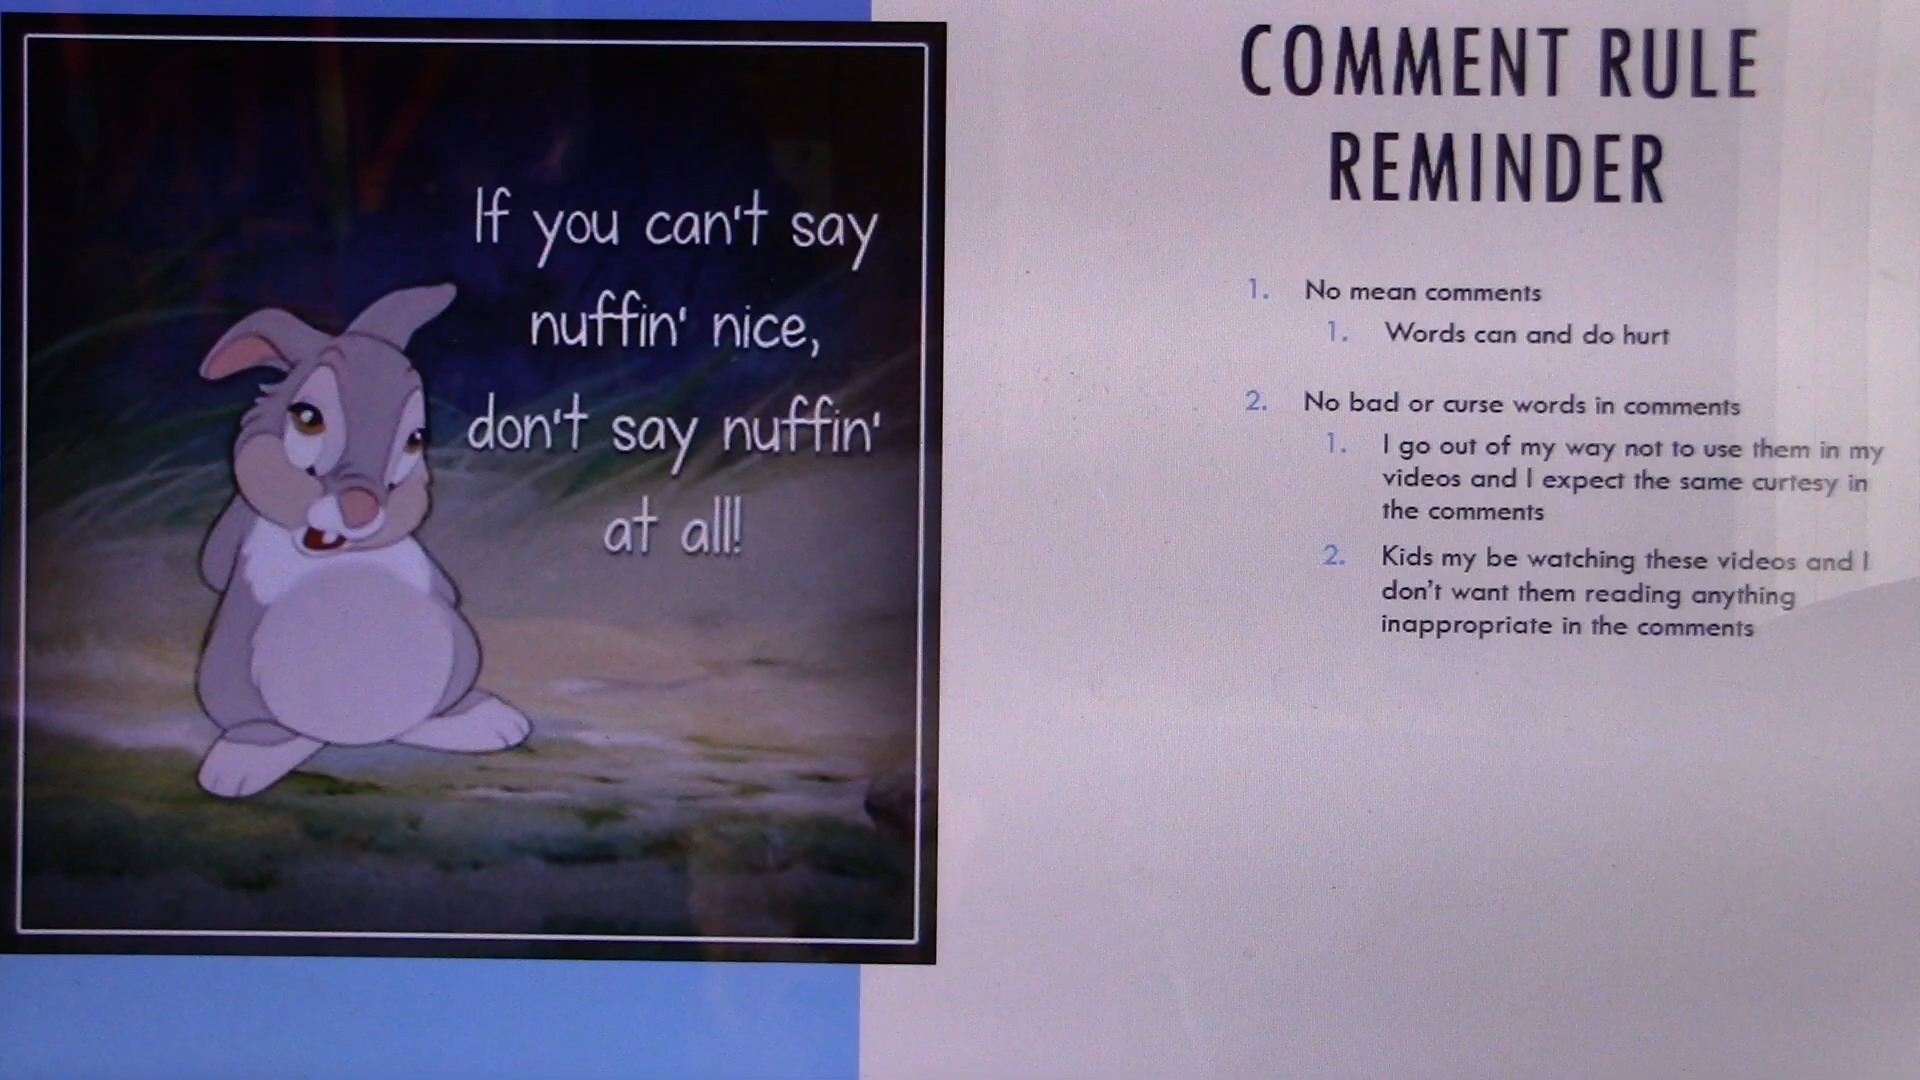 If you can't say
nuffin' nice,
don't say nuffin'
at all!
COMMENT RULE
REMINDER
1. No mean comments
1. Words can and do hurt
2. No bad or curse words in comments
1. I go out of my way not to use them in my
videos and I expect the same curtesy in
the comments
2. Kids my be watching these videos and I
don't want them reading anything
inappropriate in the comments